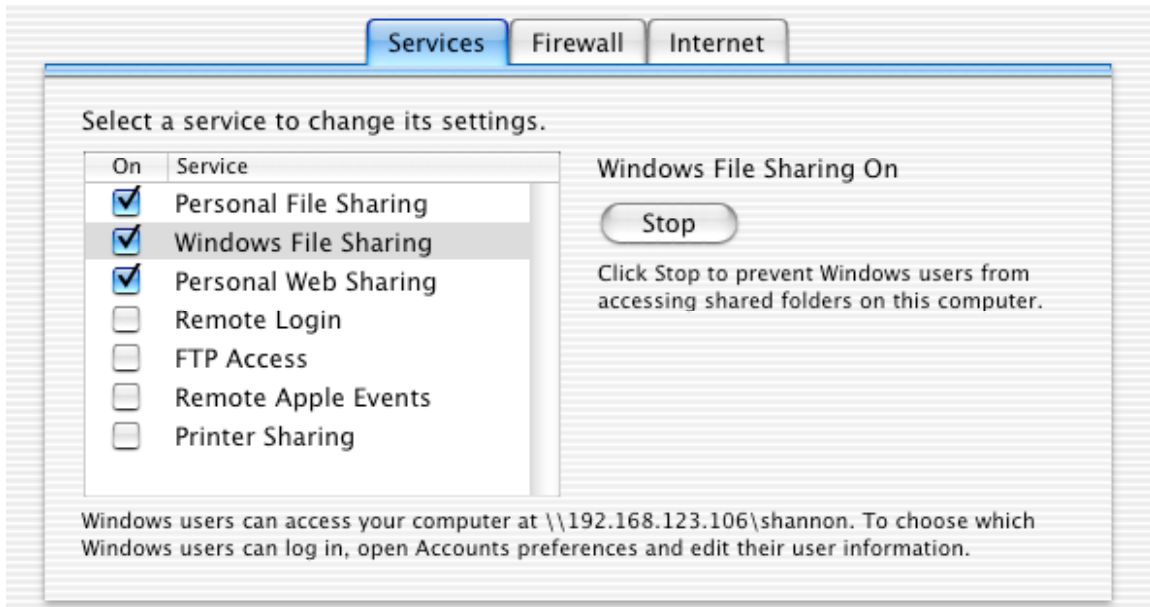 Services Firewall Internet
Select a service to change its settings.
On Service
Windows File Sharing On
Personal File Sharing
Stop
Windows File Sharing
Click Stop to prevent Windows users from
Personal Web Sharing
accessing shared folders on this computer.
Remote Login
FTP Access
Remote Apple Events
Printer Sharing
Windows users can access your computer at \\192.168.123.106\shannon. To choose which
Windows users can log in, open Accounts preferences and edit their user information.